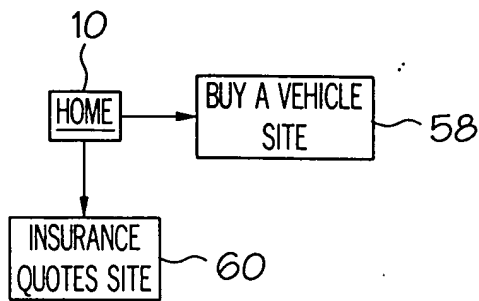 10
HOME
BUY A VEHICLE
SITE
58
INSURANCE
QUOTES SITE
60